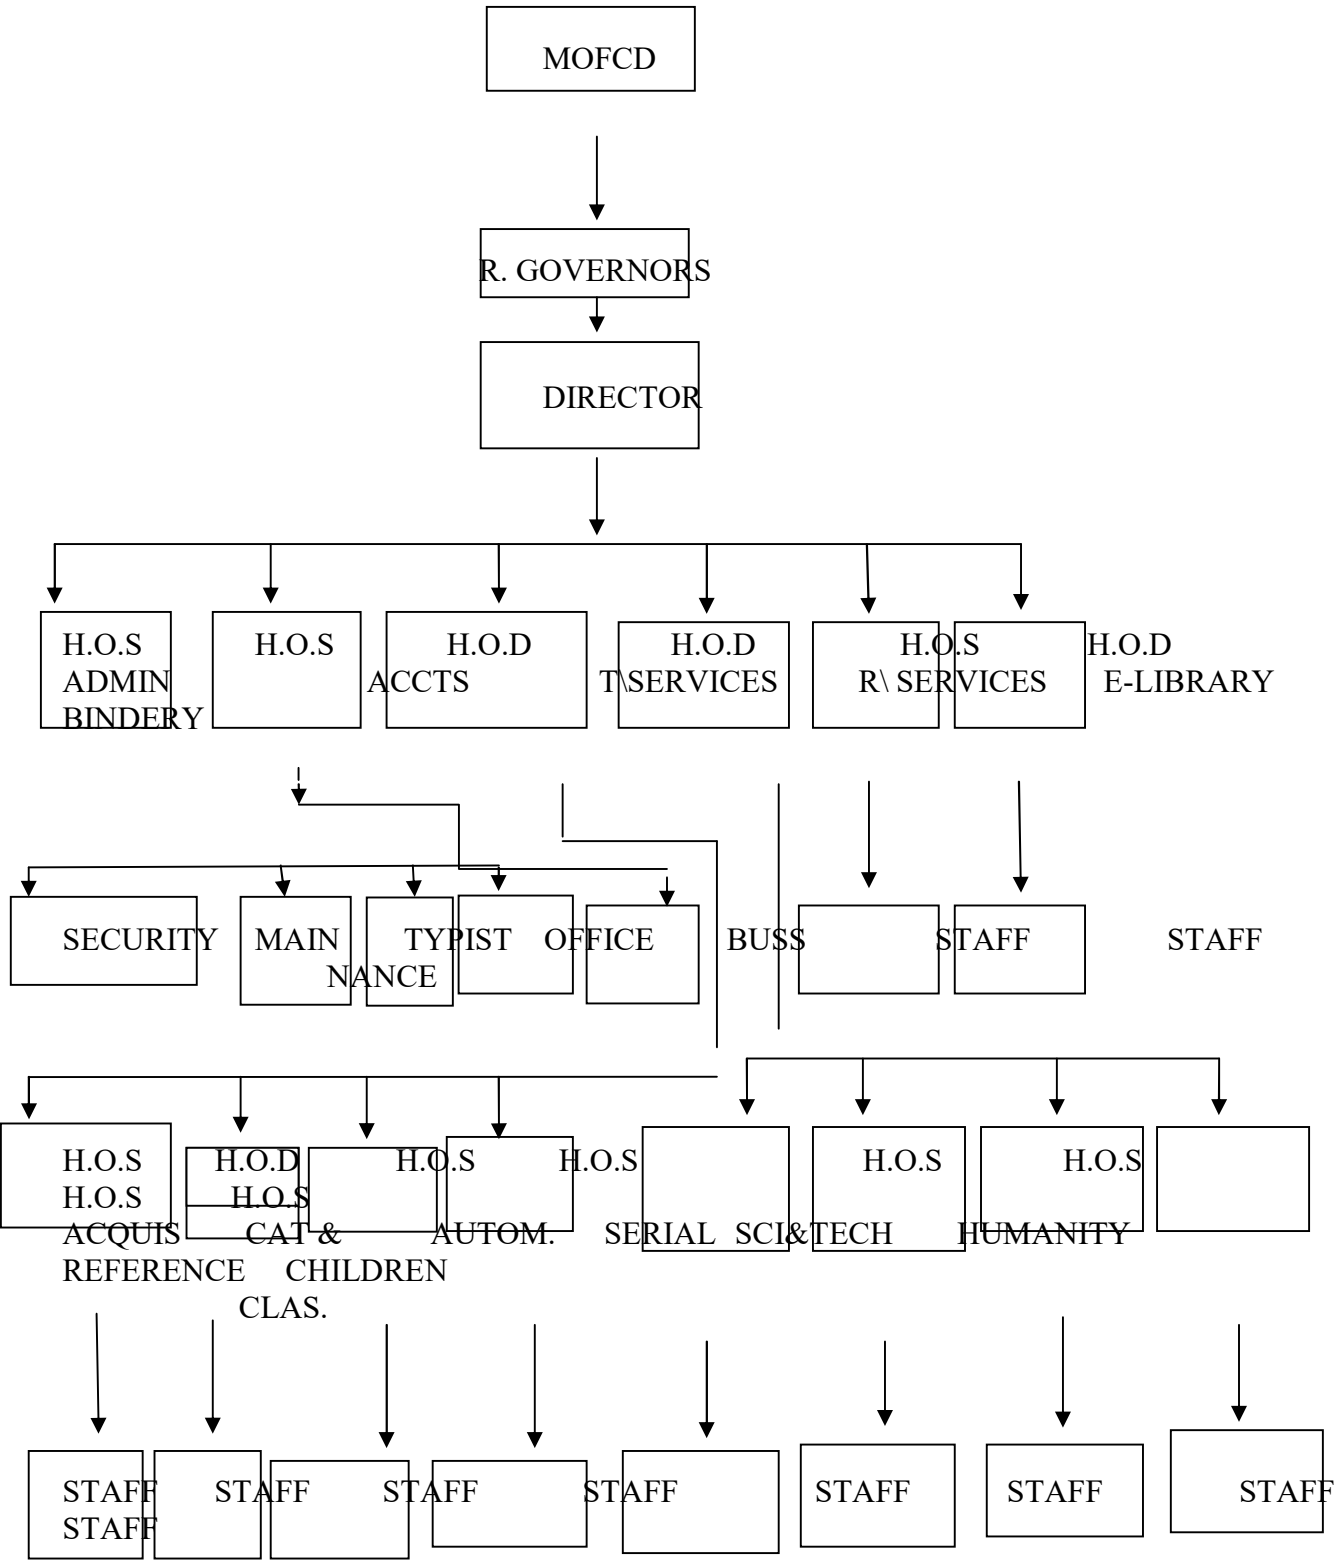 MOFCD
R. GOVERNORS
DIRECTOR
H.O.S H.O.S H.O.D H.O.D H.O.S H.O.D
ADMIN ACCTS T\SERVICES R\ SERVICES E-LIBRARY
BINDERY
SECURITY MAIN TYPIST OFFICE BUSS STAFF STAFF
NANCE
H.O.S H.O.D H.O.S H.O.S H.O.S H.O.S
H.O.S H.O.S
ACQUIS CAT & AUTOM. SERIAL SCI&TECH HUMANITY
REFERENCE CHILDREN
CLAS.
STAFF STAFF STAFF STAFF STAFF STAFF STAFF
STAFF